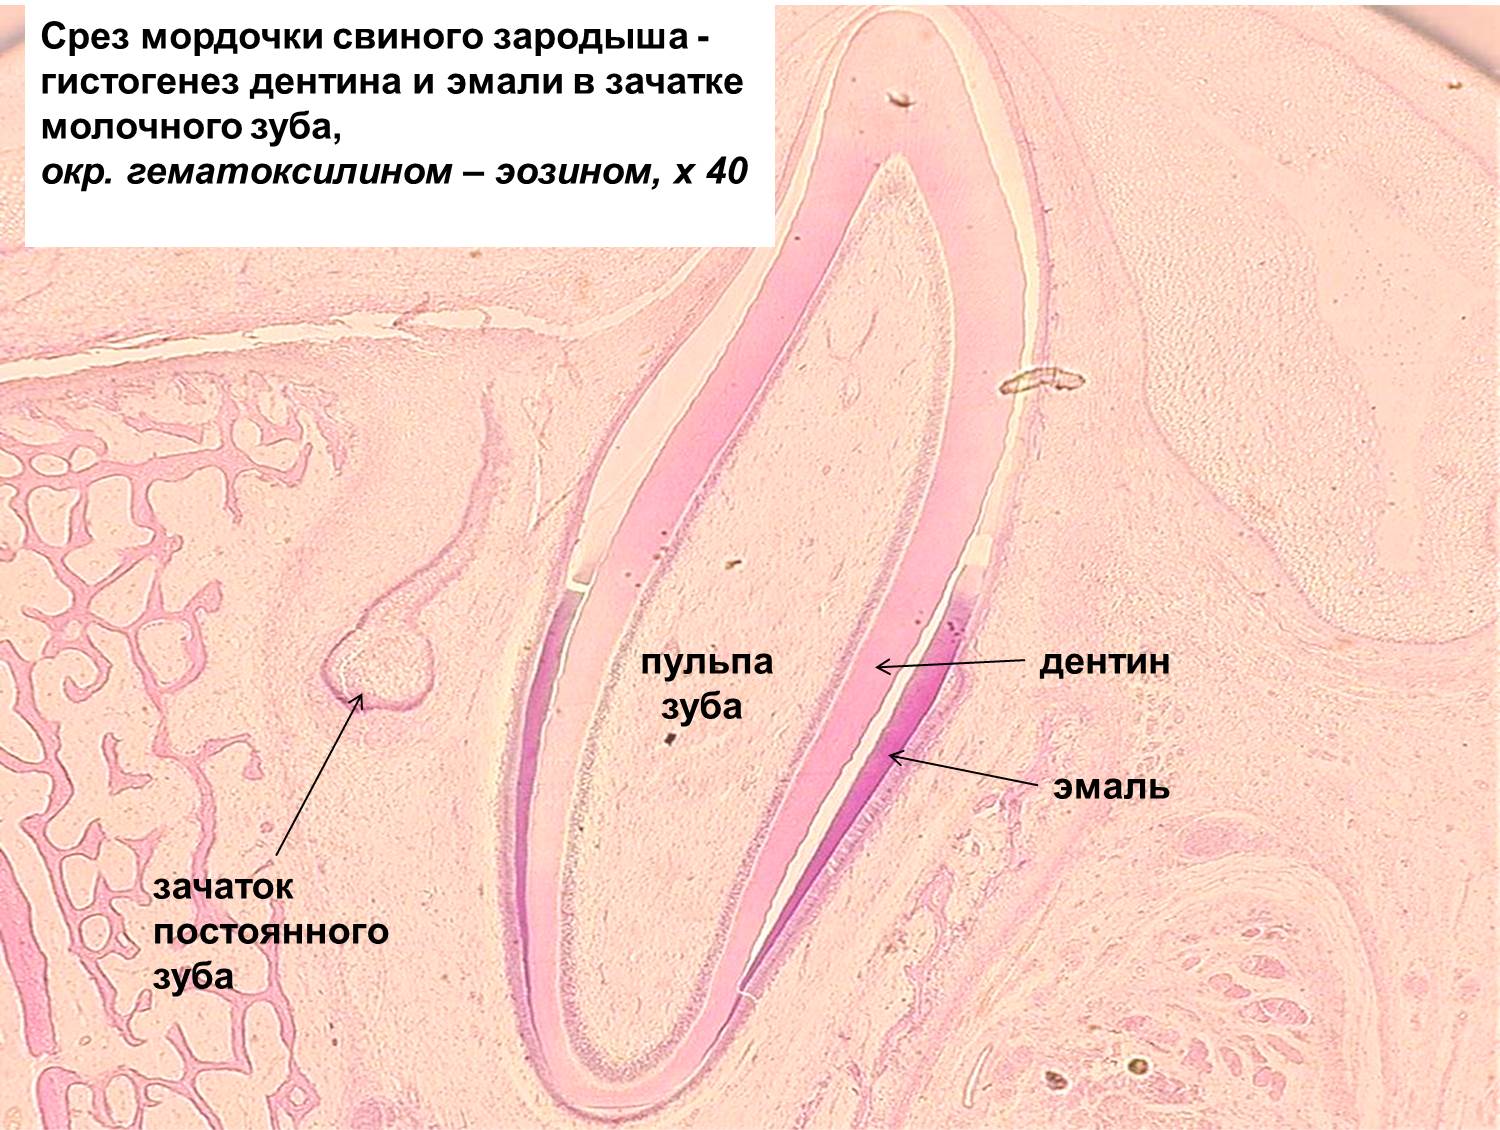 Срез мордочки свиного зародыша -
гистогенез дентина и эмали в зачатке
молочного зуба,
окр. гематоксилином – эозином, х 40
пульпа
зуба
дентин
эмаль
зачаток
постоянного
зуба